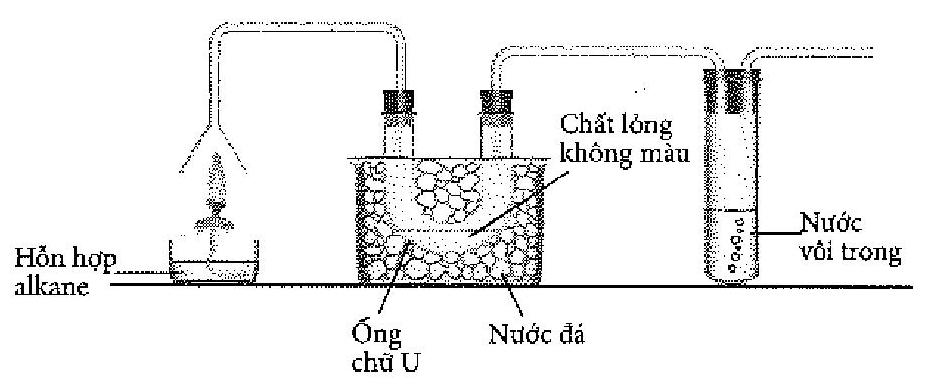 Chất lỏng
không màu
Nước
vôi trong
Hỗn hợp
alkane
Ống
chữ U
Nước đá